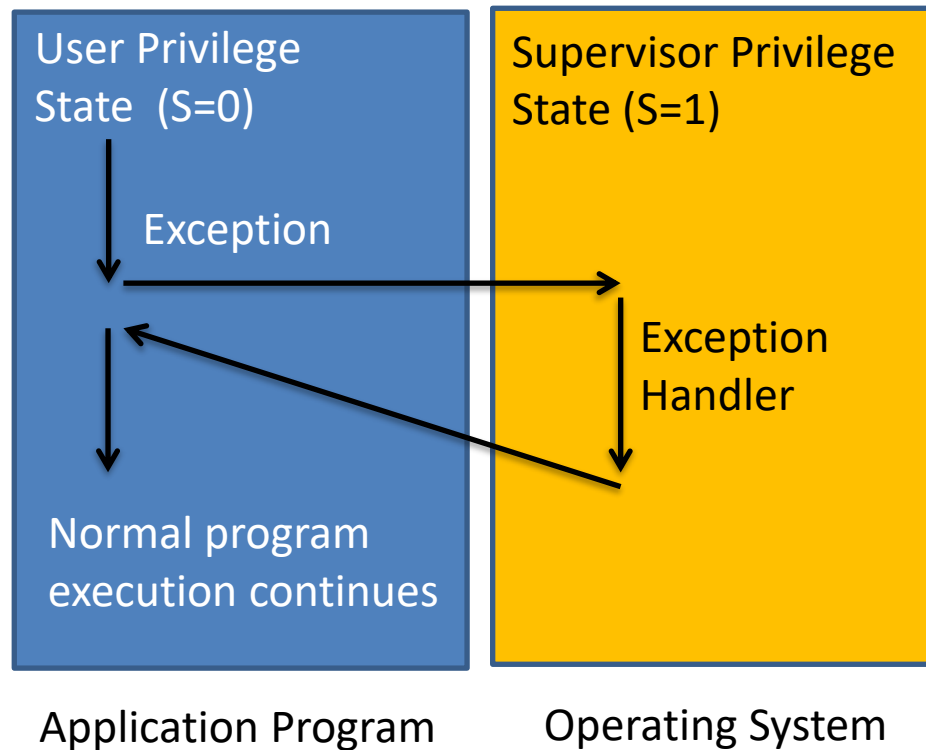 User Privilege
State (S=0)
Supervisor Privilege
State (S=1)
Exception
Exception
Handler
Normal program
execution continues
Application Program
Operating System